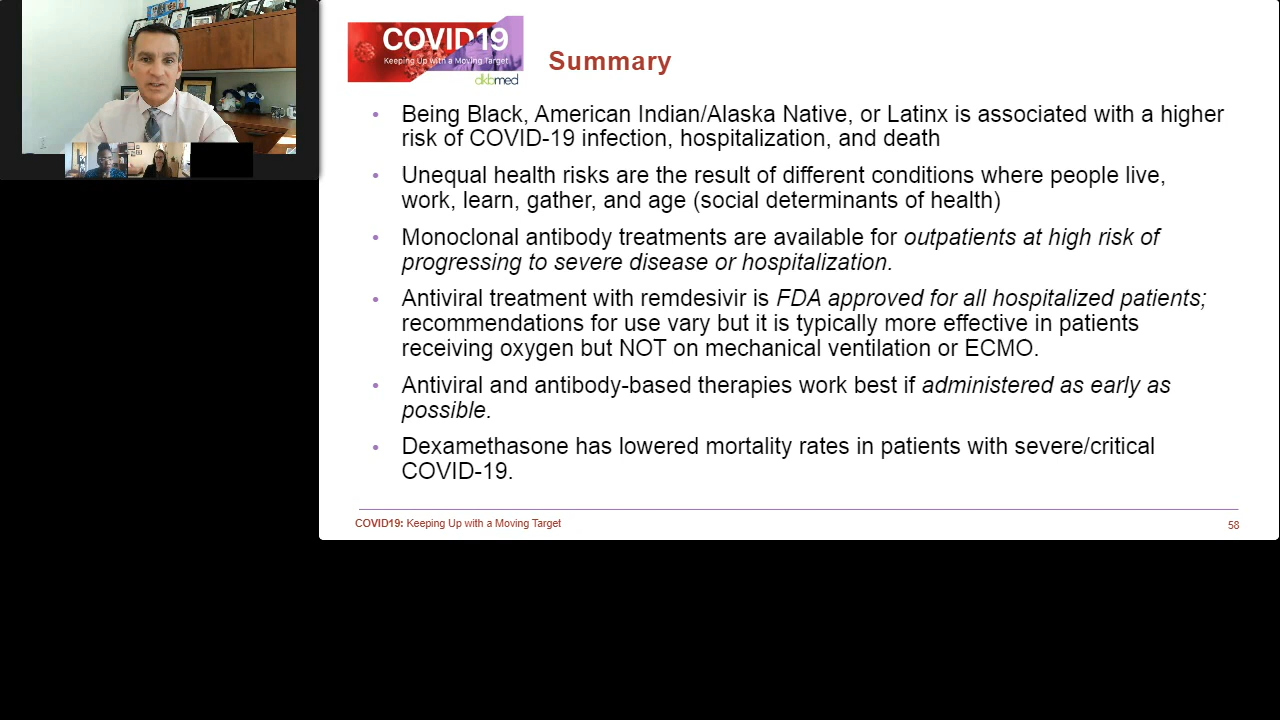 COVID19
Keeping Up with a Moving Target
dkbmed
Summary
• Being Black, American Indian/Alaska Native, or Latinx is associated with a higher
risk of COVID-19 infection, hospitalization, and death
• Unequal health risks are the result of different conditions where people live,
work, learn, gather, and age (social determinants of health)
• Monoclonal antibody treatments are available for outpatients at high risk of
progressing to severe disease or hospitalization.
• Antiviral treatment with remdesivir is FDA approved for all hospitalized patients;
recommendations for use vary but it is typically more effective in patients
receiving oxygen but NOT on mechanical ventilation or ECMO.
• Antiviral and antibody-based therapies work best if administered as early as
possible.
• Dexamethasone has lowered mortality rates in patients with severe/critical
COVID-19.
COVID19: Keeping Up with a Moving Target
58